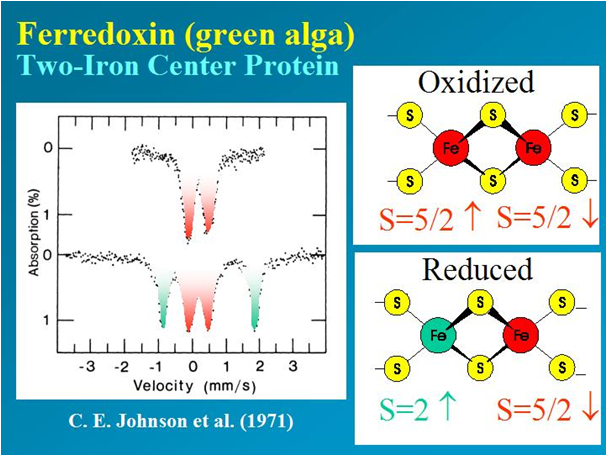 Ferredoxin (green alga)
Two-Iron Center Protein
Absorption (%)
0
1
0
1
-3 -2 -1 0 1 2 3
Velocity (mm/s)
C. E. Johnson et al. (1971)
Oxidized
S S S
Fe Fe
S S S
S=5/2 ↑ S=5/2 ↓
Reduced
S S S
Fe Fe
S S S
S=2 ↑ S=5/2 ↓